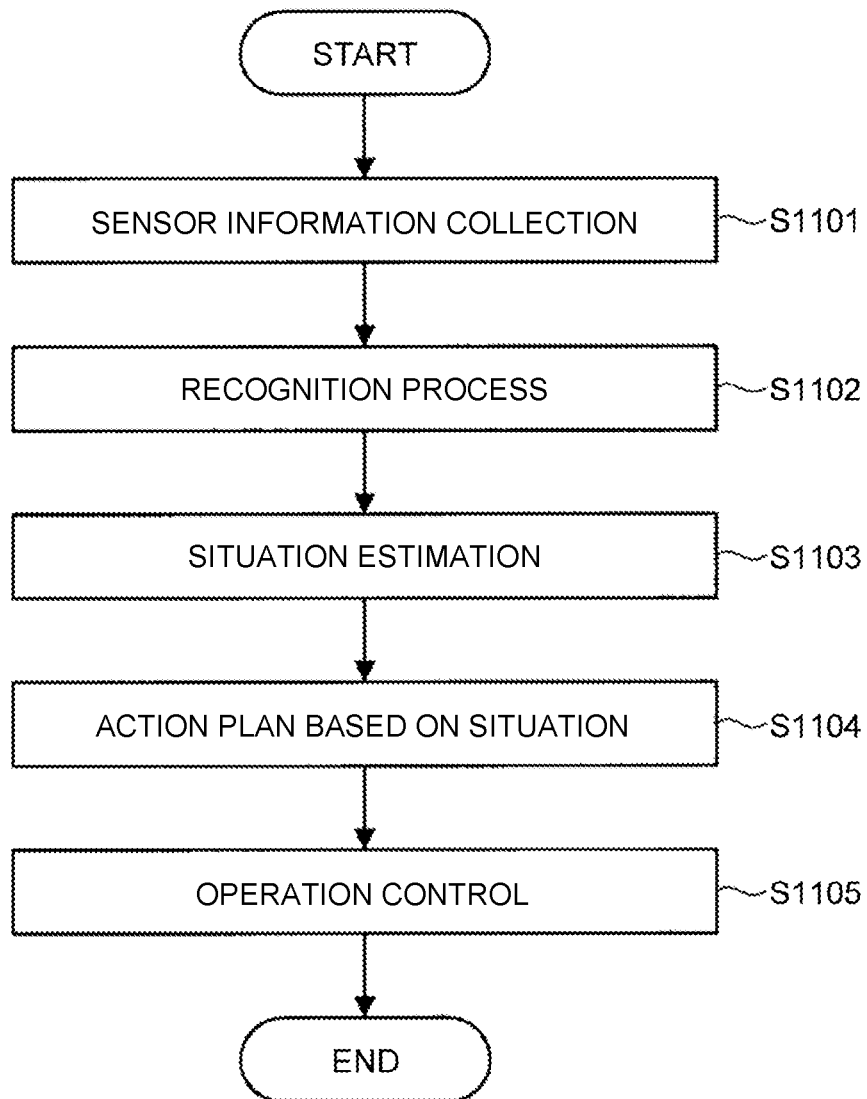 START
SENSOR INFORMATION COLLECTION S1101
RECOGNITION PROCESS S1102
SITUATION ESTIMATION S1103
ACTION PLAN BASED ON SITUATION S1104
OPERATION CONTROL S1105
END